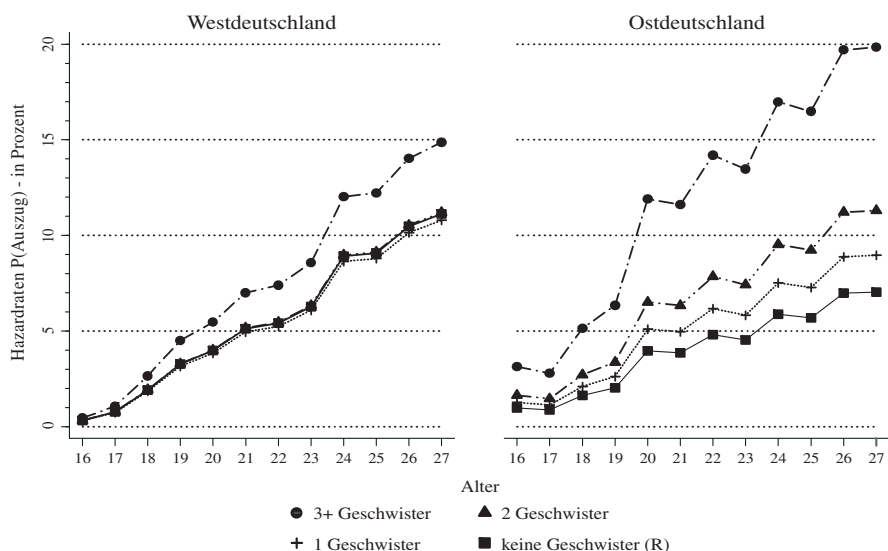 Westdeutschland
Ostdeutschland
Hazardraten P(Auszug) - in Prozent
20
15
10
5
0
16 17 18 19 20 21 22 23 24 25 26 27
16 17 18 19 20 21 22 23 24 25 26 27
Alter
3+ Geschwister
2 Geschwister
1 Geschwister
keine Geschwister (R)